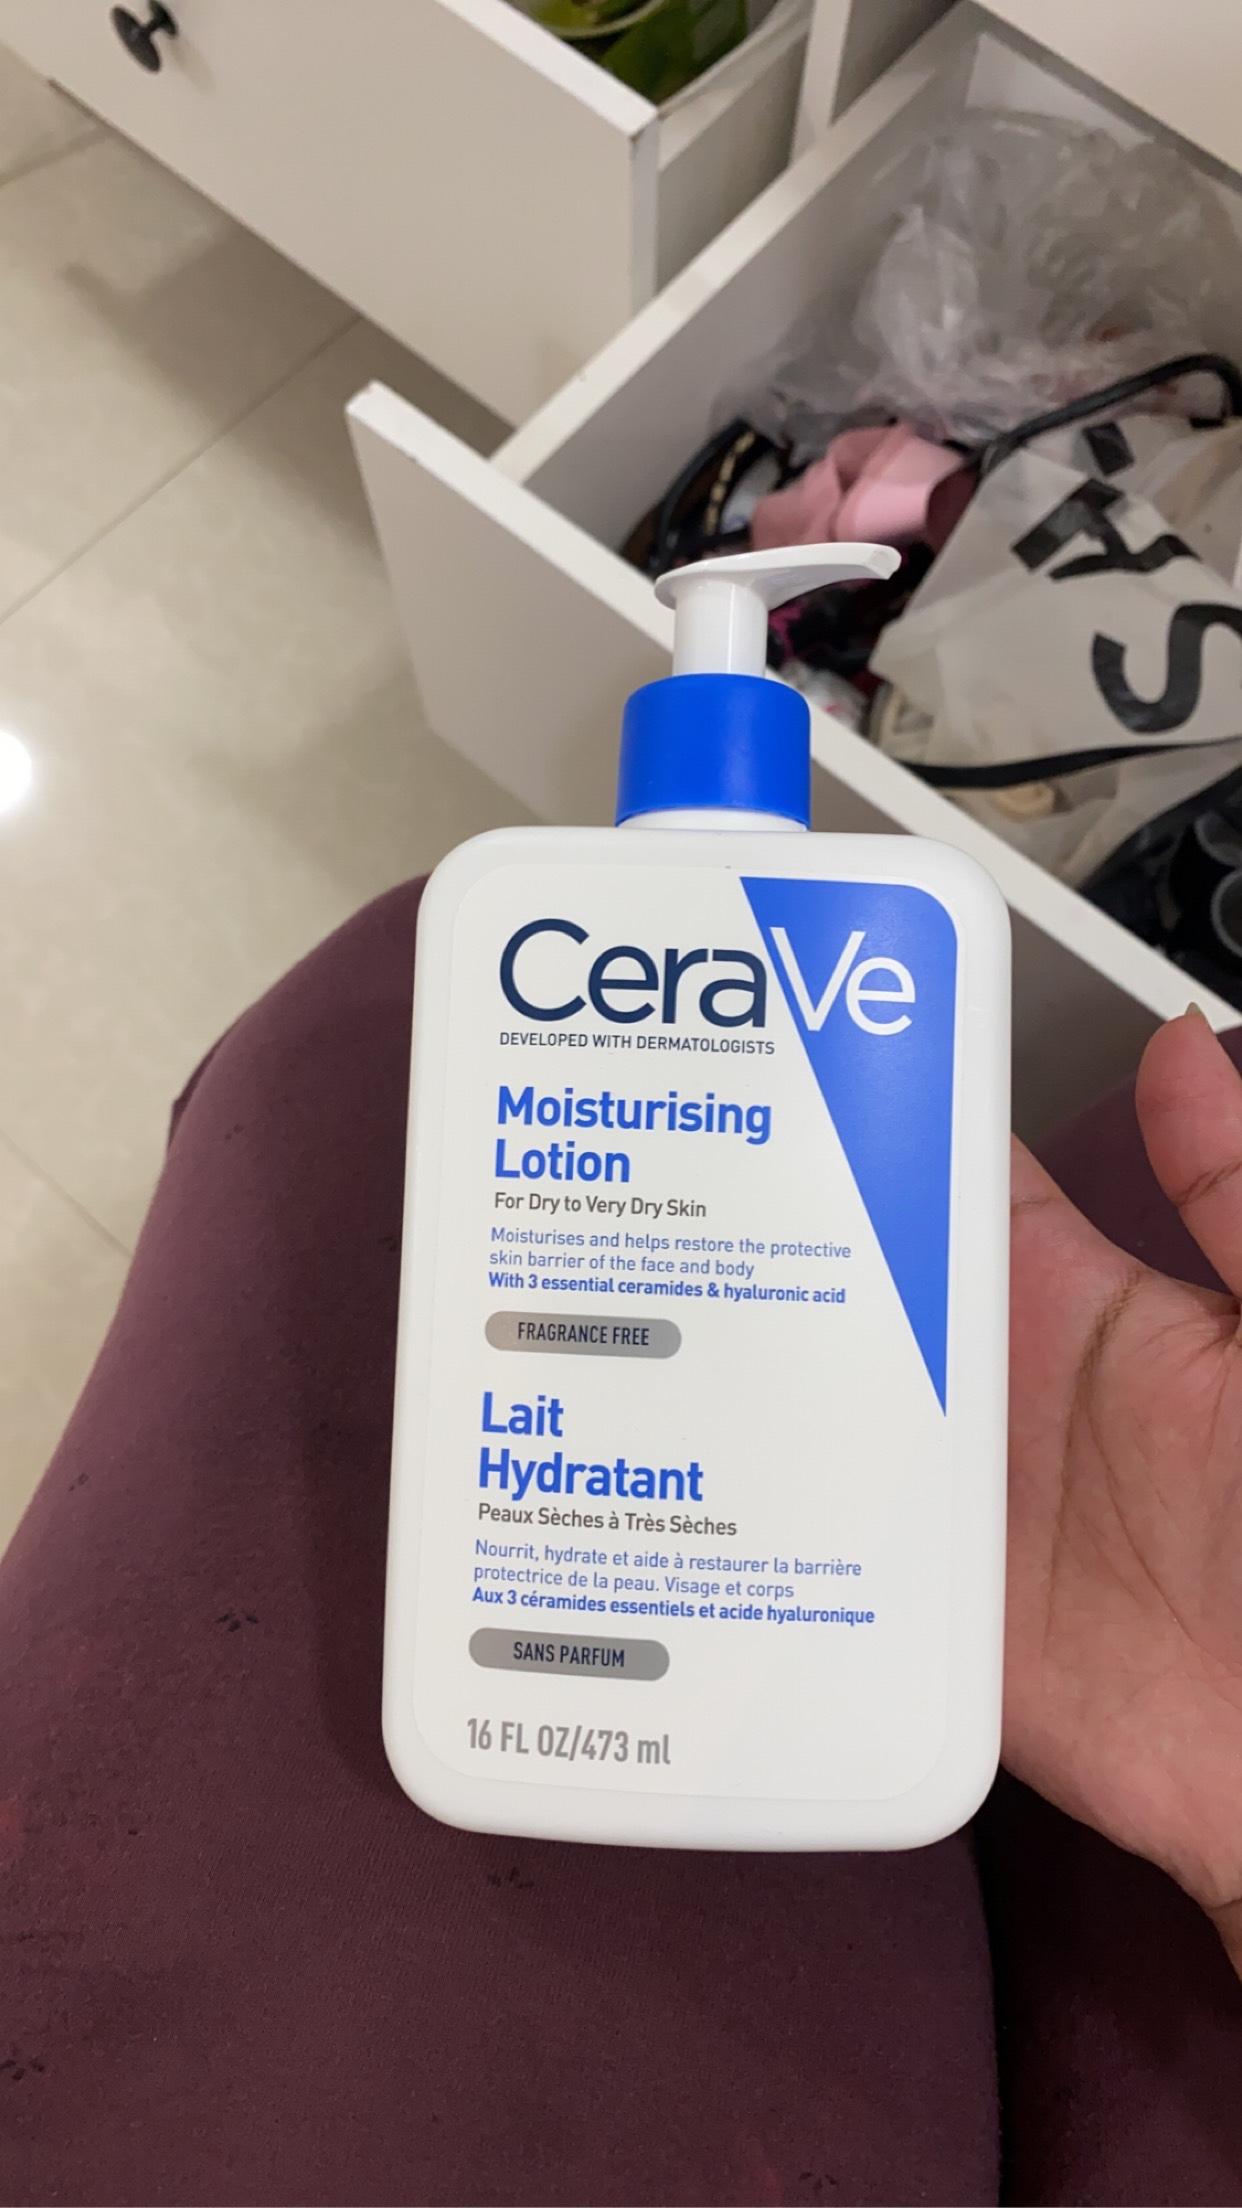 CeraVe
DEVELOPED WITH DERMATOLOGISTS
Moisturising
Lotion
For Dry to Very Dry Skin
Moisturises and helps restore the protective
skin barrier of the face and body
With 3 essential ceramides & hyaluronic acid
FRAGRANCE FREE
Lait
Hydratant
Peaux Sèches à Très Sèches
Nourrit, hydrate et aide à restaurer la barrière
protectrice de la peau. Visage et corps
Aux 3 céramides essentiels et acide hyaluronique
SANS PARFUM
16 FL OZ/473 ml